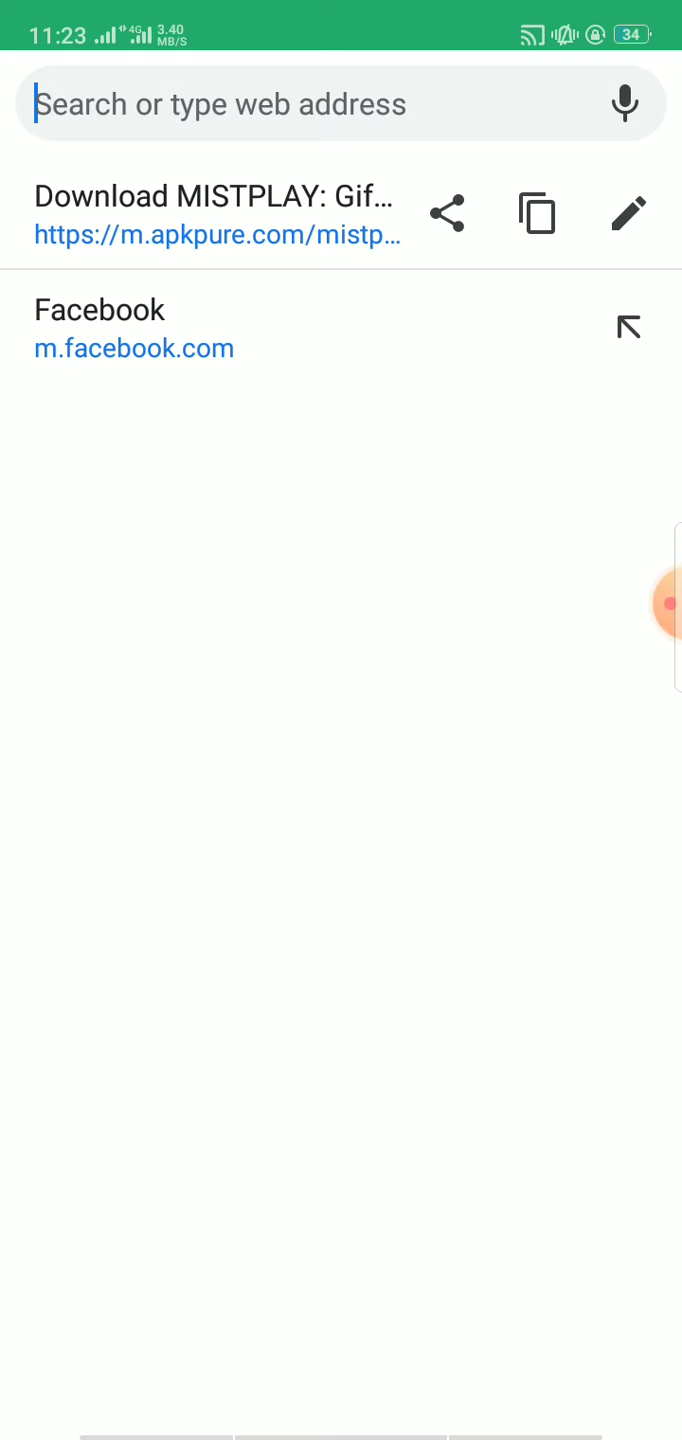 11:23 4G 3.40 MB/S 34
Search or type web address
Download MISTPLAY: Gif...
https://m.apkpure.com/mistp...
Facebook
m.facebook.com